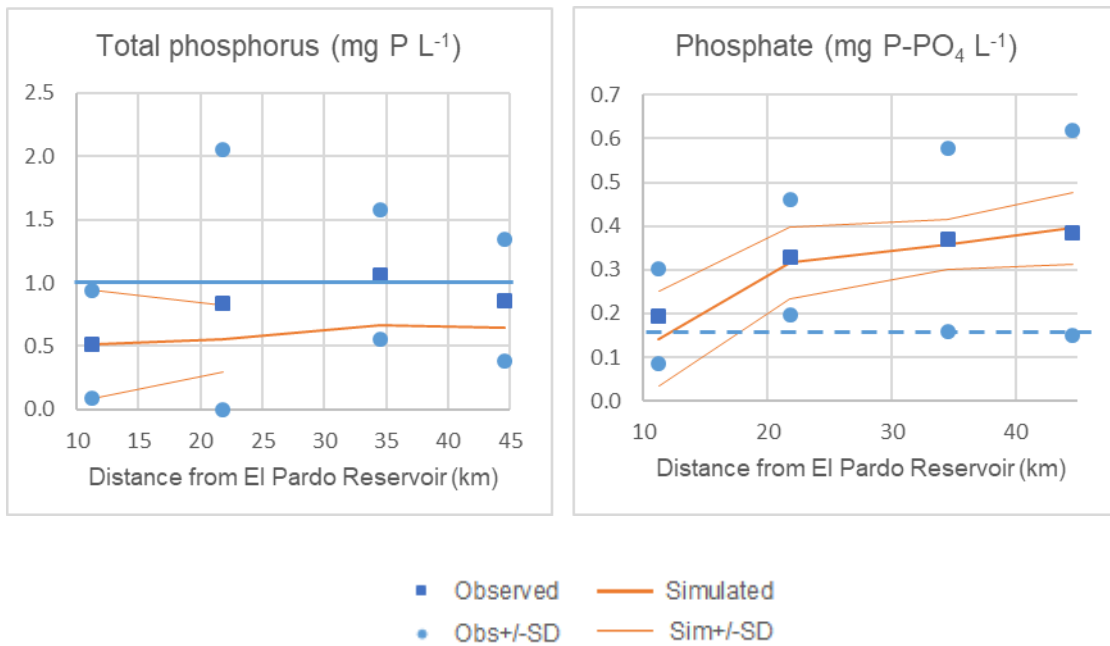 Total phosphorus (mg P L⁻¹)
2.5
2.0
1.5
1.0
0.5
0.0
10 15 20 25 30 35 40 45
Distance from El Pardo Reservoir (km)
Phosphate (mg P-PO₄ L⁻¹)
0.7
0.6
0.5
0.4
0.3
0.2
0.1
0.0
10 20 30 40
Distance from El Pardo Reservoir (km)
Observed Simulated
Obs+/-SD Sim+/-SD